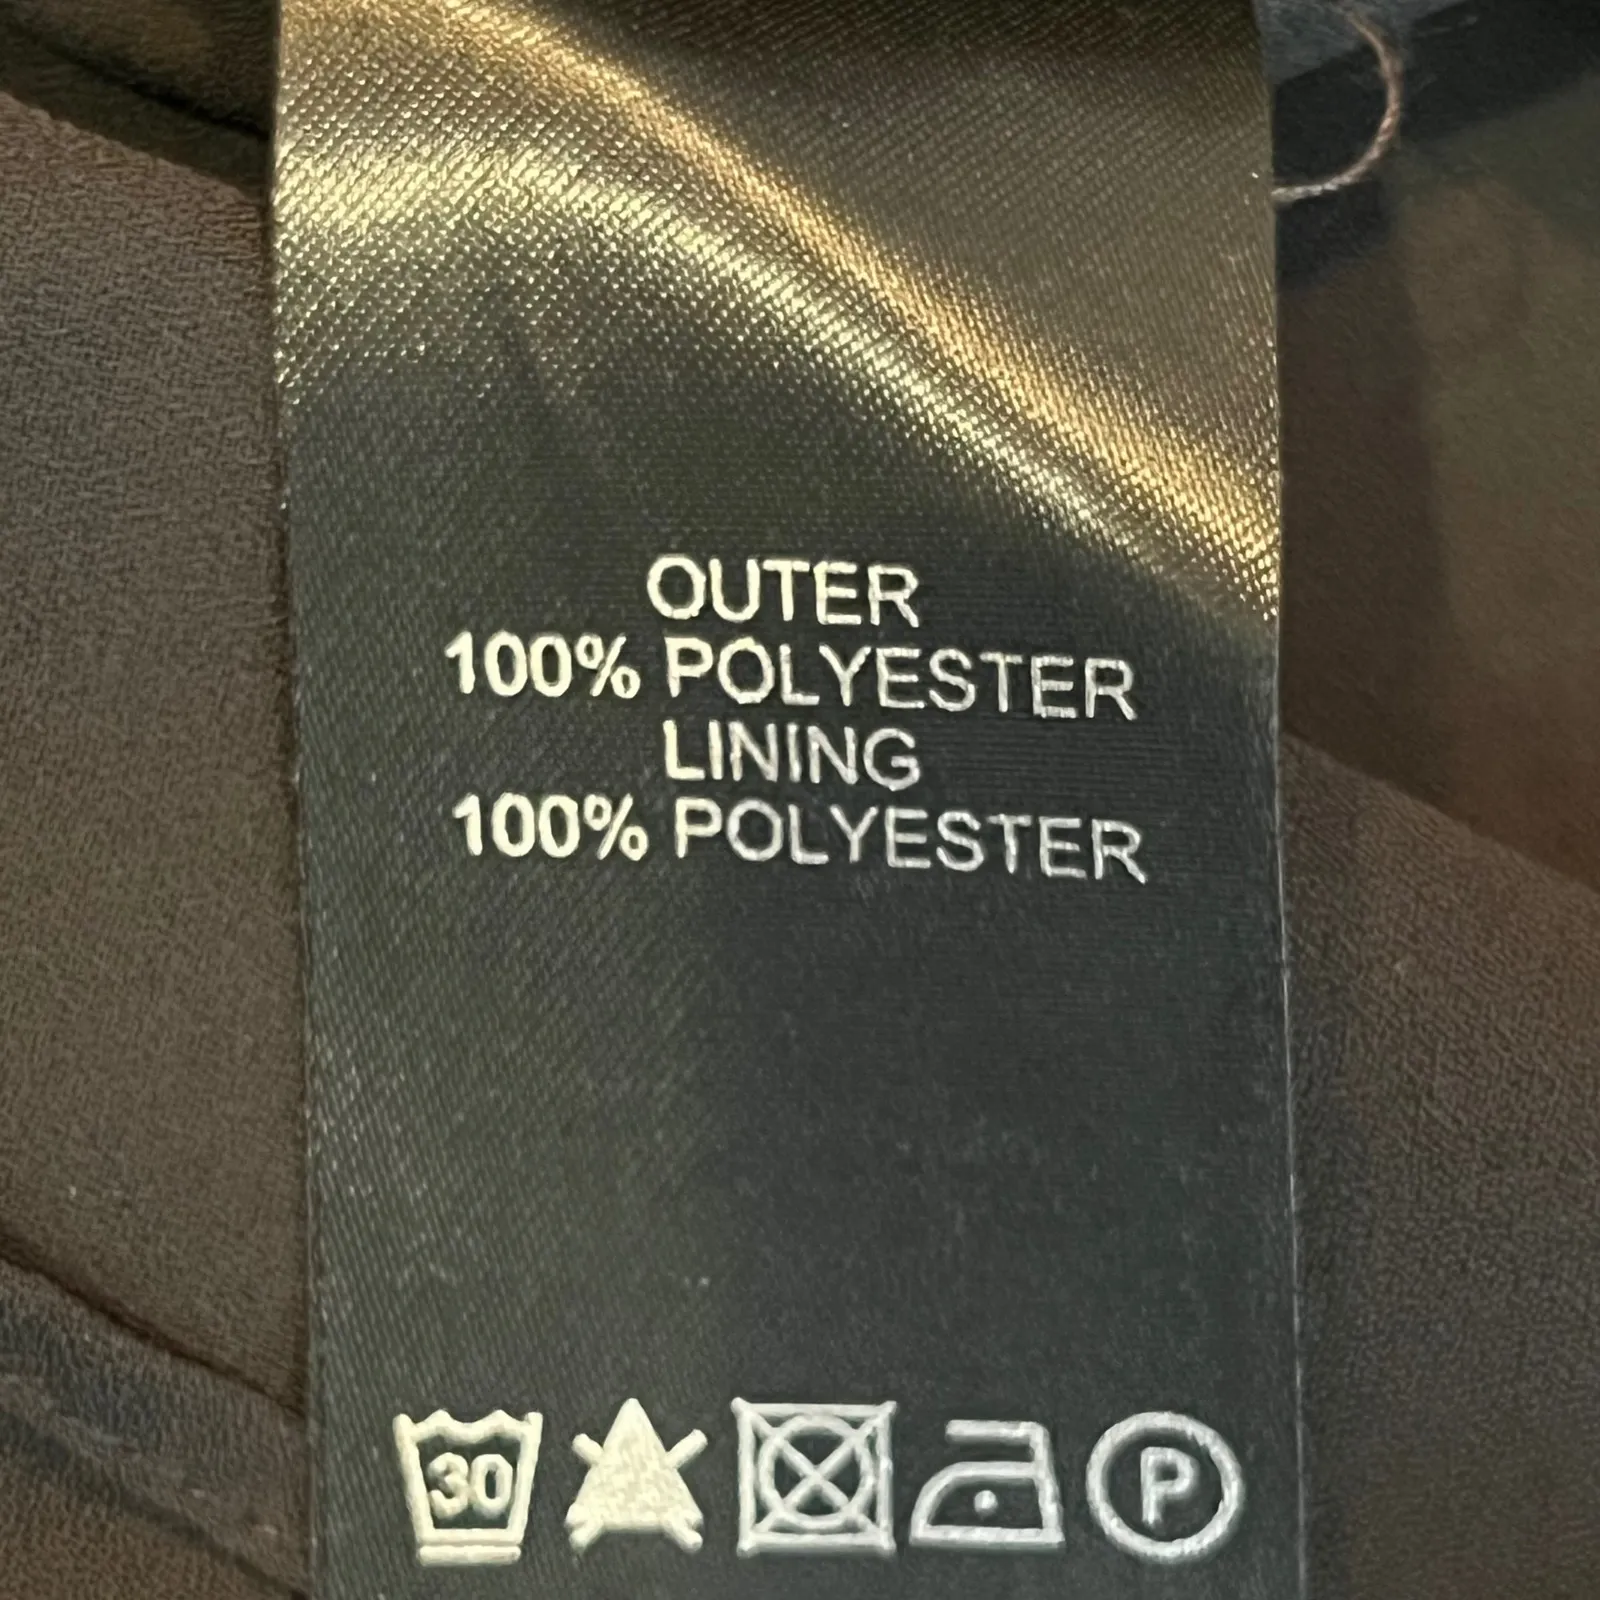 OUTER
100% POLYESTER
LINING
100% POLYESTER
30 P